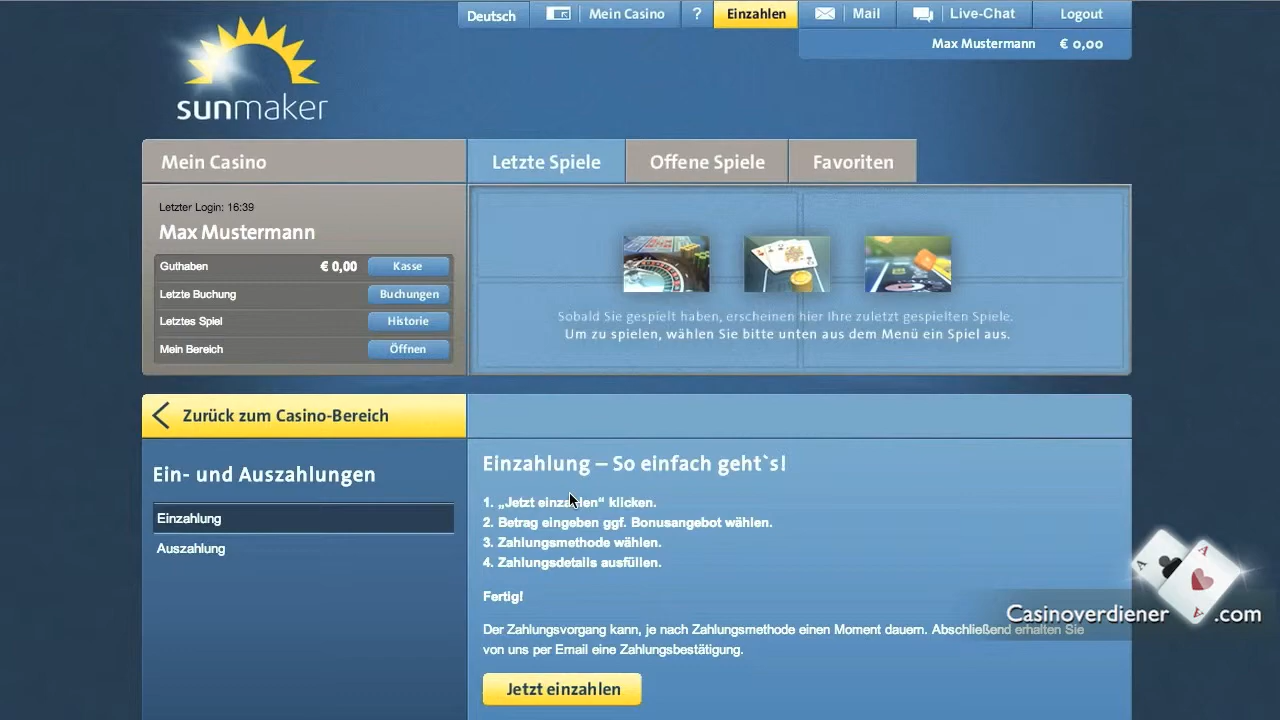 Deutsch
Mein Casino
?
Einzahlen
Mail
Live-Chat
Logout
Max Mustermann € 0,00
sunmaker
Mein Casino
Letzte Spiele
Offene Spiele
Favoriten
Letzter Login: 16:39
Max Mustermann
Guthaben € 0,00 Kasse
Letzte Buchung Buchungen
Letztes Spiel Historie
Mein Bereich Öffnen
Sobald Sie gespielt haben, erscheinen hier Ihre zuletzt gespielten Spiele.
Um zu spielen, wählen Sie bitte unten aus dem Menü ein Spiel aus.
Zurück zum Casino-Bereich
Ein- und Auszahlungen
Einzahlung
Auszahlung
Einzahlung – So einfach geht`s!
1. „Jetzt einzahlen“ klicken.
2. Betrag eingeben ggf. Bonusangebot wählen.
3. Zahlungsmethode wählen.
4. Zahlungsdetails ausfüllen.
Fertig!
Der Zahlungsvorgang kann, je nach Zahlungsmethode einen Moment dauern. Abschließend erhalten Sie
von uns per Email eine Zahlungsbestätigung.
Jetzt einzahlen
A
A
A
Casinoverdiener.com